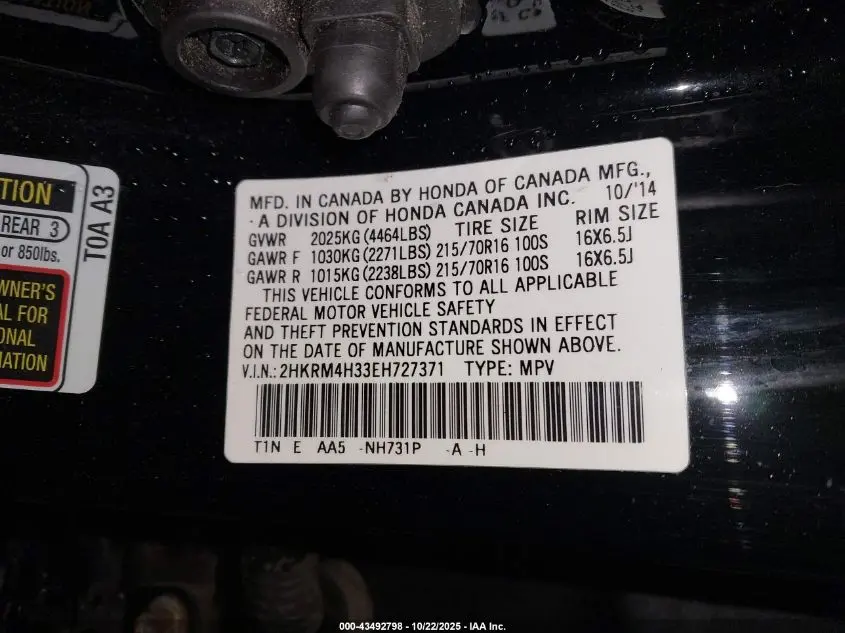 TION
REAR 3
or 850lbs.
WNER'S
AL FOR
ONAL
MATION
T0A A3
MFD. IN CANADA BY HONDA OF CANADA MFG.,
- A DIVISION OF HONDA CANADA INC. 10/'14
GVWR 2025KG (4464LBS) TIRE SIZE RIM SIZE
GAWR F 1030KG (2271LBS) 215/70R16 100S 16X6.5J
GAWR R 1015KG (2238LBS) 215/70R16 100S 16X6.5J
THIS VEHICLE CONFORMS TO ALL APPLICABLE
FEDERAL MOTOR VEHICLE SAFETY
AND THEFT PREVENTION STANDARDS IN EFFECT
ON THE DATE OF MANUFACTURE SHOWN ABOVE.
V.I.N.: 2HKRM4H33EH727371 TYPE: MPV
T1N E AA5 -NH731P -A -H
000-43492798 - 10/22/2025 - IAA Inc.